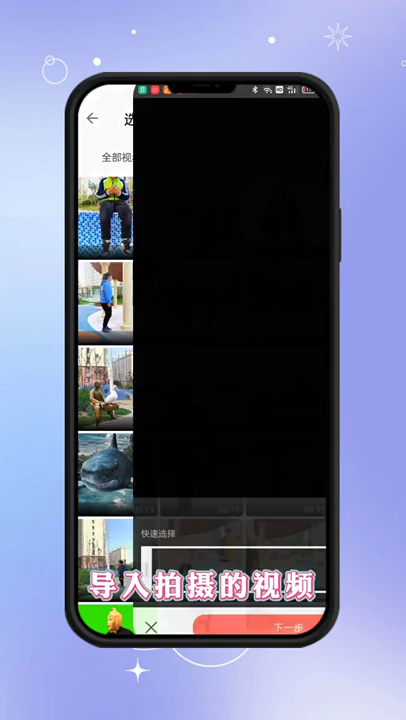 选
全部视
快速选择
导入拍摄的视频
下一步